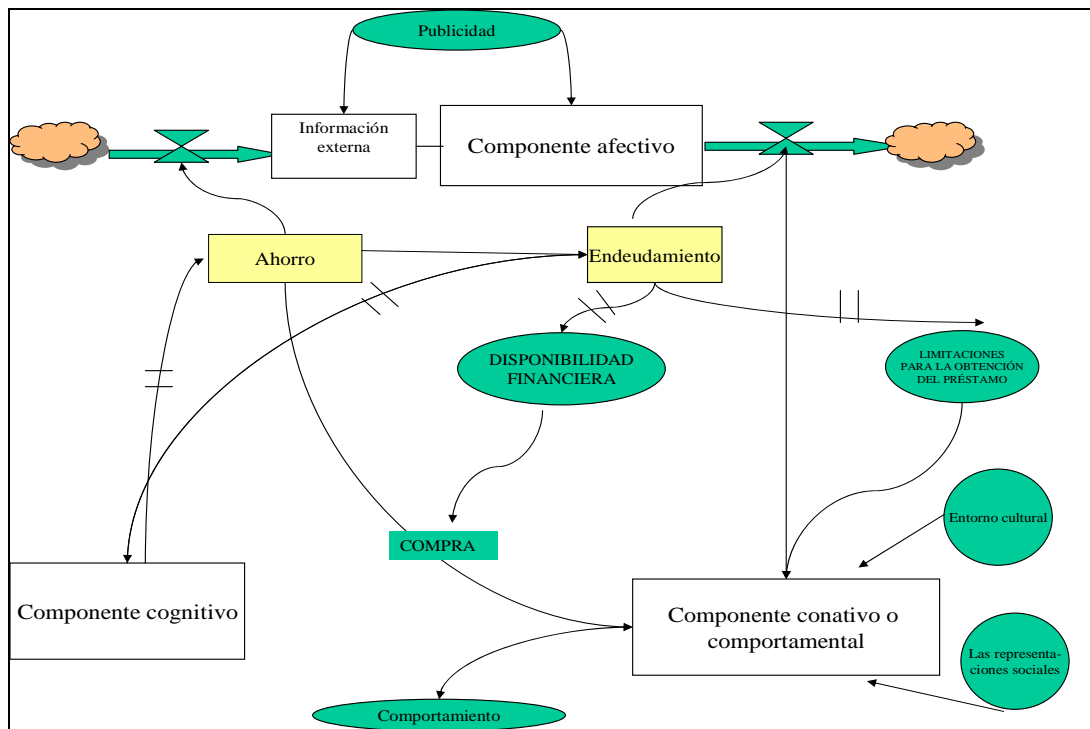 Publicidad
Información
externa
Componente afectivo
Ahorro
Endeudamiento
DISPONIBILIDAD
FINANCIERA
LIMITACIONES
PARA LA OBTENCIÓN
DEL PRÉSTAMO
Entorno cultural
COMPRA
Componente cognitivo
Componente conativo o
comportamental
Las representa-
ciones sociales
Comportamiento